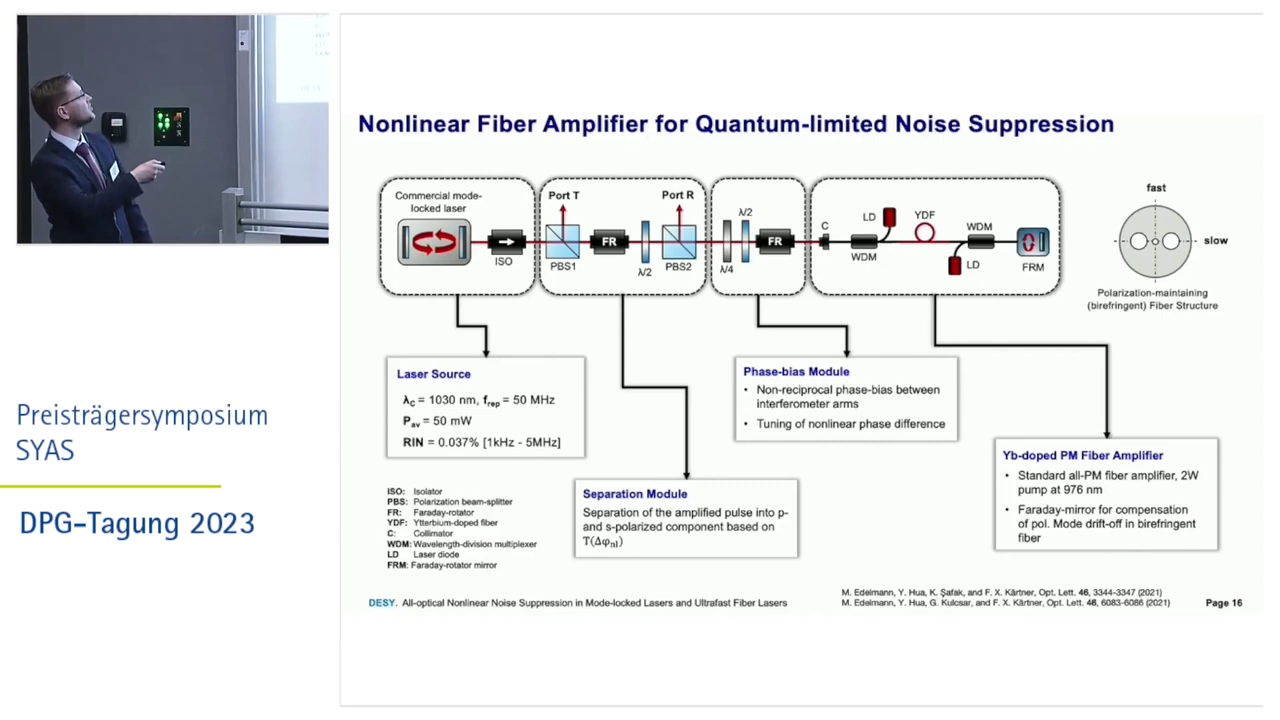 Nonlinear Fiber Amplifier for Quantum-limited Noise Suppression
Commercial mode-
locked laser
ISO
Port T
PBS1
FR
λ/2
Port R
PBS2
λ/4
λ/2
FR
C
WDM
LD
YDF
LD
WDM
FRM
fast
slow
Polarization-maintaining
(birefringent) Fiber Structure
Laser Source
λC = 1030 nm, frep = 50 MHz
Pav = 50 mW
RIN = 0.037% [1kHz - 5MHz]
Phase-bias Module
• Non-reciprocal phase-bias between
interferometer arms
• Tuning of nonlinear phase difference
Yb-doped PM Fiber Amplifier
• Standard all-PM fiber amplifier, 2W
pump at 976 nm
• Faraday-mirror for compensation
of pol. Mode drift-off in birefringent
fiber
Separation Module
Separation of the amplified pulse into p-
and s-polarized component based on
T(Δφnl)
ISO: Isolator
PBS: Polarization beam-splitter
FR: Faraday-rotator
YDF: Ytterbium-doped fiber
C: Collimator
WDM: Wavelength-division multiplexer
LD Laser diode
FRM: Faraday-rotator mirror
DESY. All-optical Nonlinear Noise Suppression in Mode-locked Lasers and Ultrafast Fiber Lasers
M. Edelmann, Y. Hua, K. Şafak, and F. X. Kärtner, Opt. Lett. 46, 3344-3347 (2021)
M. Edelmann, Y. Hua, G. Kulcsar, and F. X. Kärtner, Opt. Lett. 46, 6083-6086 (2021)
Page 16
Preisträgersymposium
SYAS
DPG-Tagung 2023